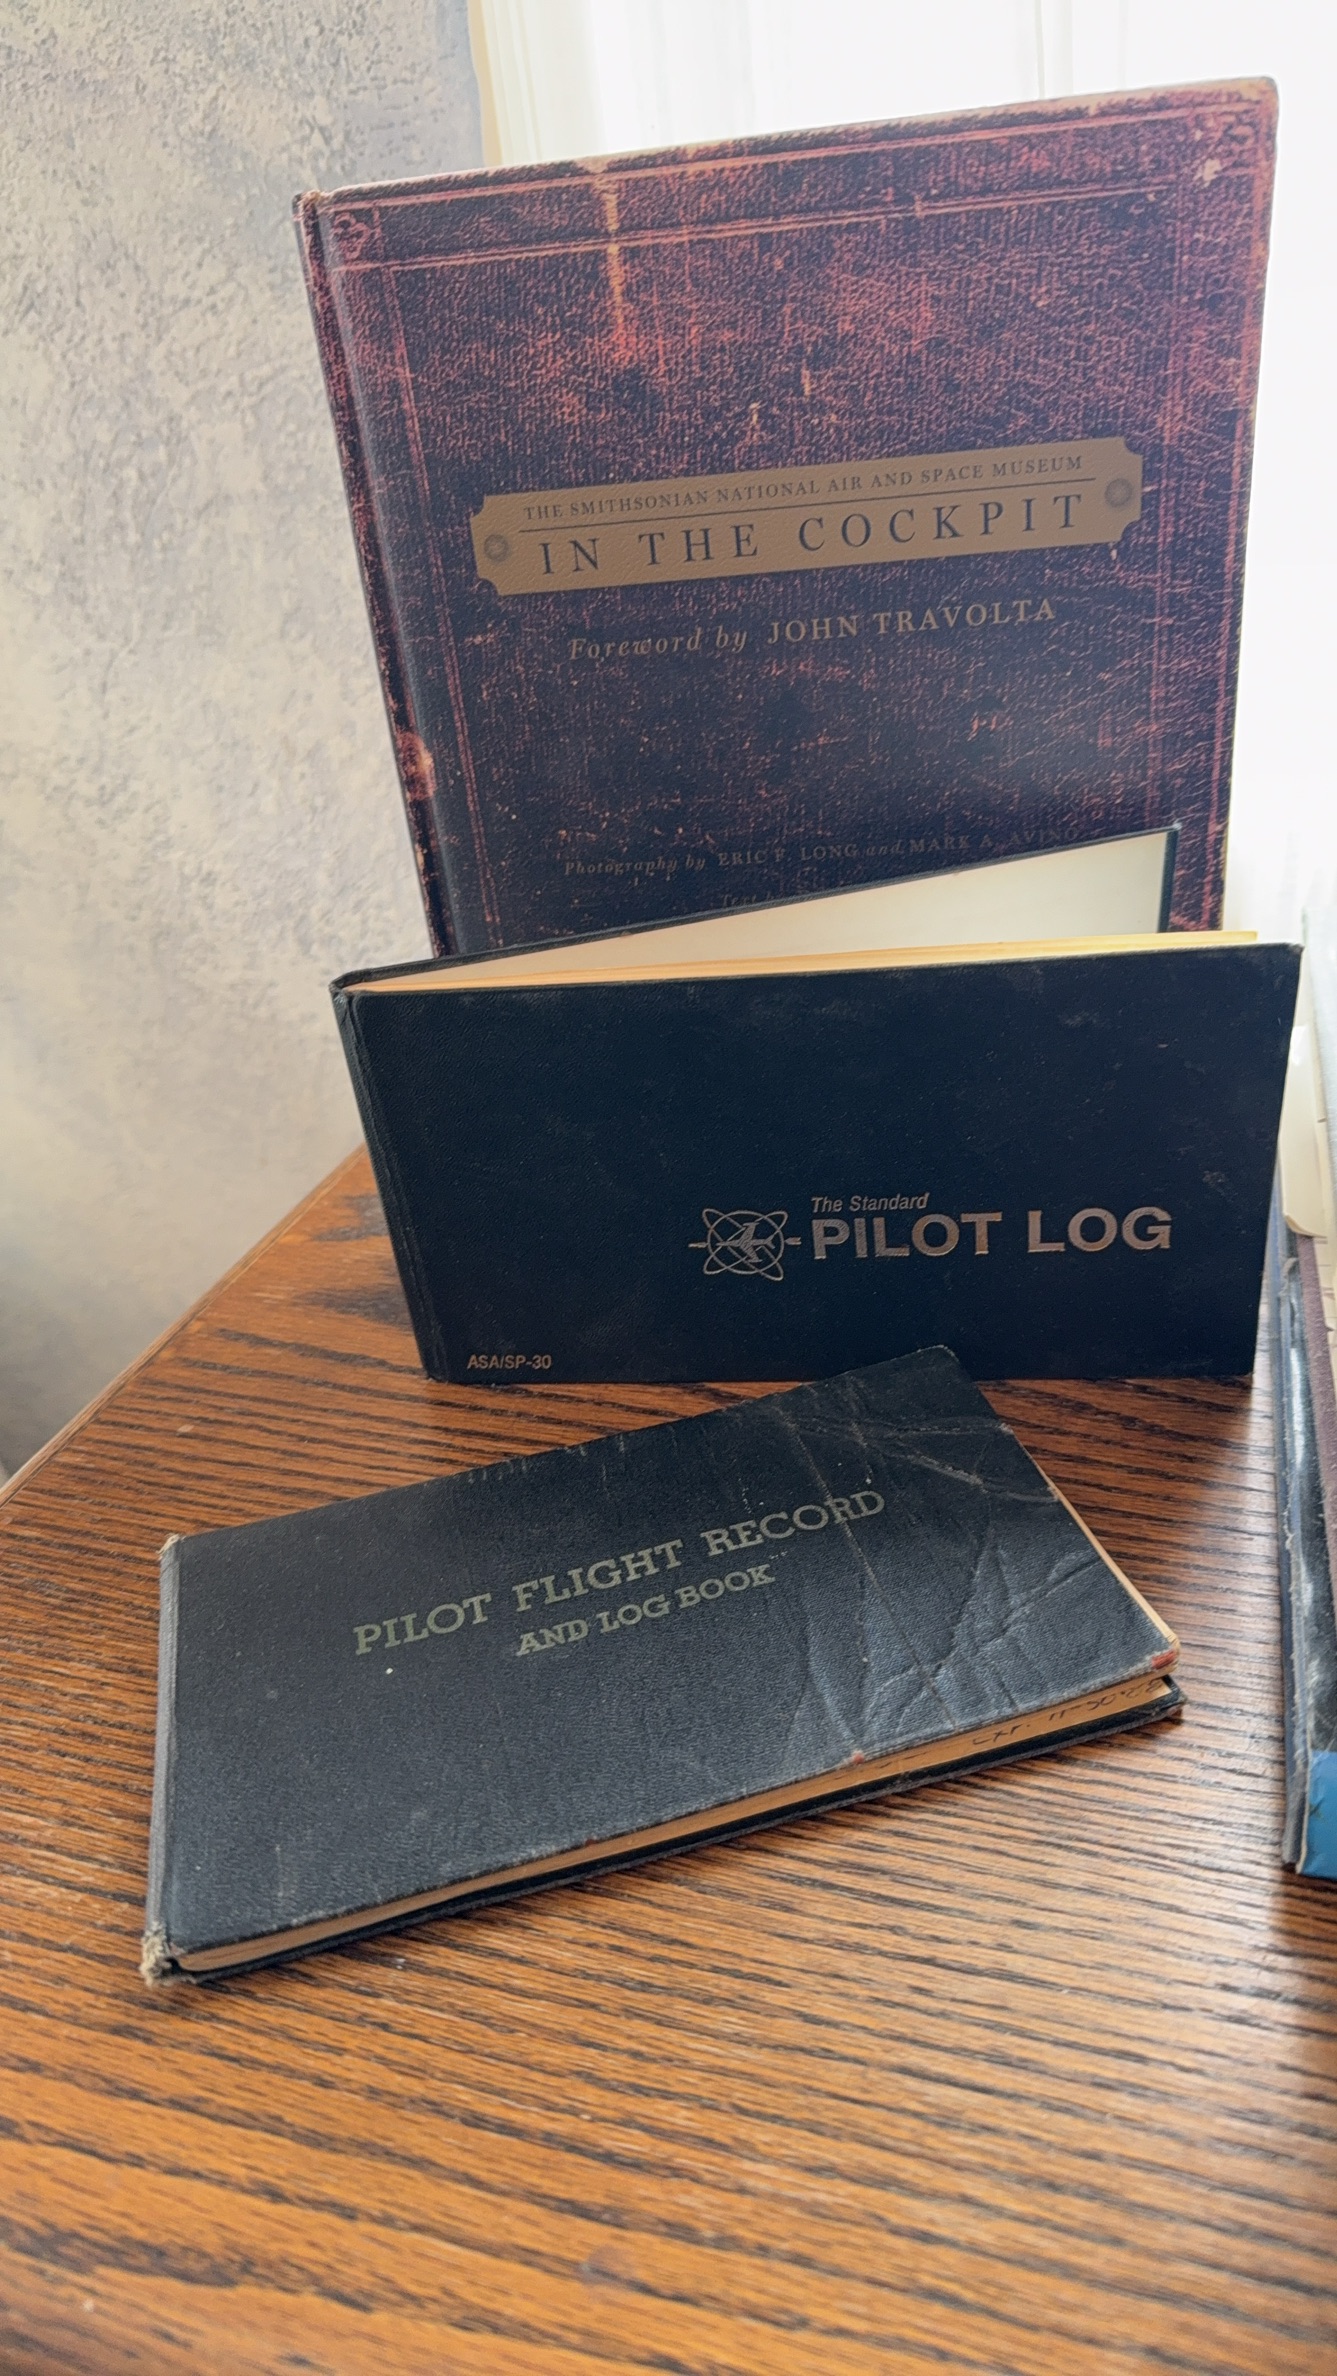 THE SMITHSONIAN NATIONAL AIR AND SPACE MUSEUM
IN THE COCKPIT
Foreword by JOHN TRAVOLTA
Photography by ERIC F. LONG and MARK A. AVINO
Text
The Standard
PILOT LOG
ASA/SP-30
PILOT FLIGHT RECORD
AND LOG BOOK